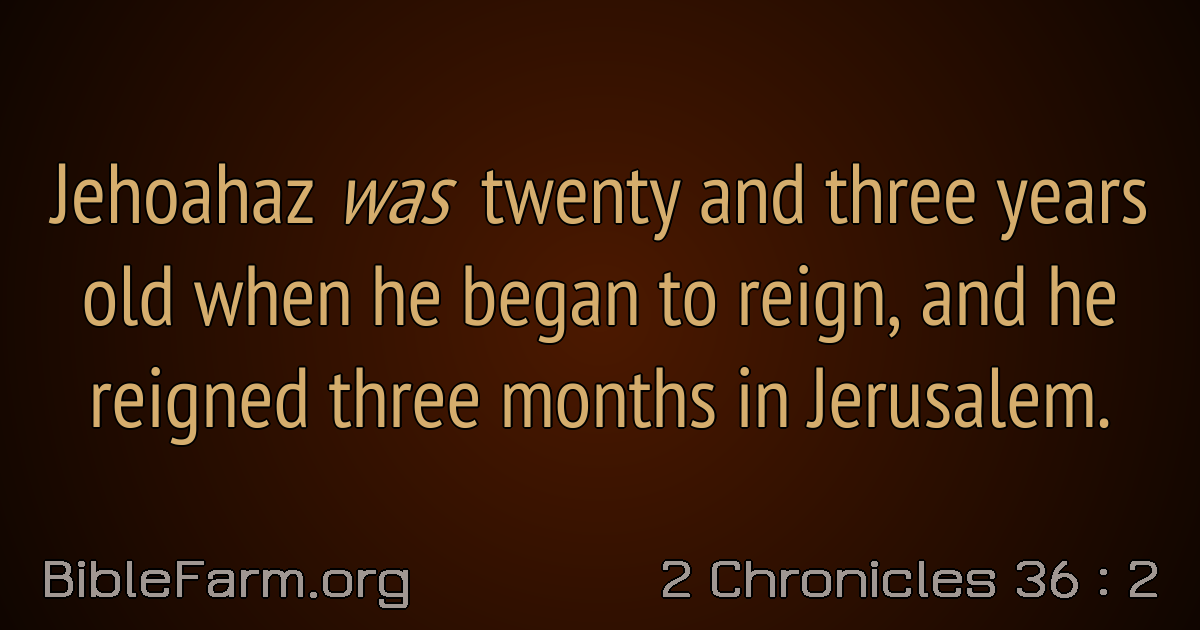 Jehoahaz was twenty and three years
old when he began to reign, and he
reigned three months in Jerusalem.
BibleFarm.org
2 Chronicles 36 : 2